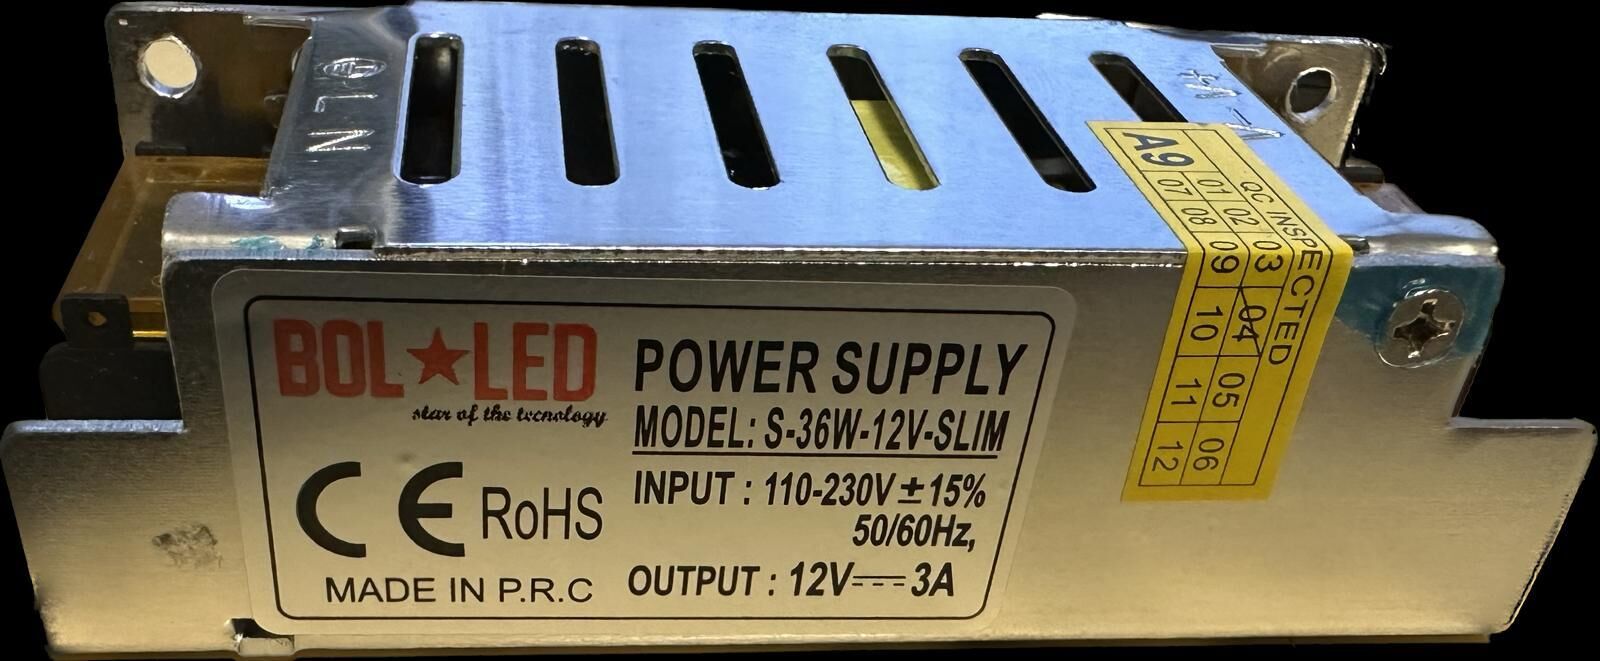 ⏚ L N
+V -V
BOL★LED
star of the tecnology
CE RoHS
MADE IN P.R.C
POWER SUPPLY
MODEL: S-36W-12V-SLIM
INPUT : 110-230V ± 15%
50/60Hz,
OUTPUT : 12V⎓3A
QC INSPECTED
A9
01 02 03 04 05 06
07 08 09 10 11 12